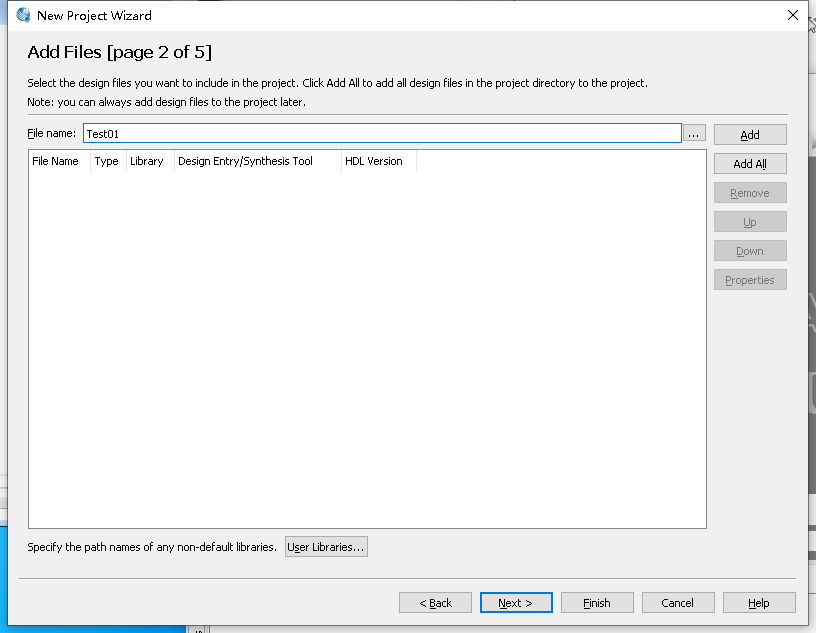 New Project Wizard
Add Files [page 2 of 5]
Select the design files you want to include in the project. Click Add All to add all design files in the project directory to the project.
Note: you can always add design files to the project later.
File name: Test01 ... Add
File Name Type Library Design Entry/Synthesis Tool HDL Version
Add All
Remove
Up
Down
Properties
Specify the path names of any non-default libraries. User Libraries...
< Back Next > Finish Cancel Help